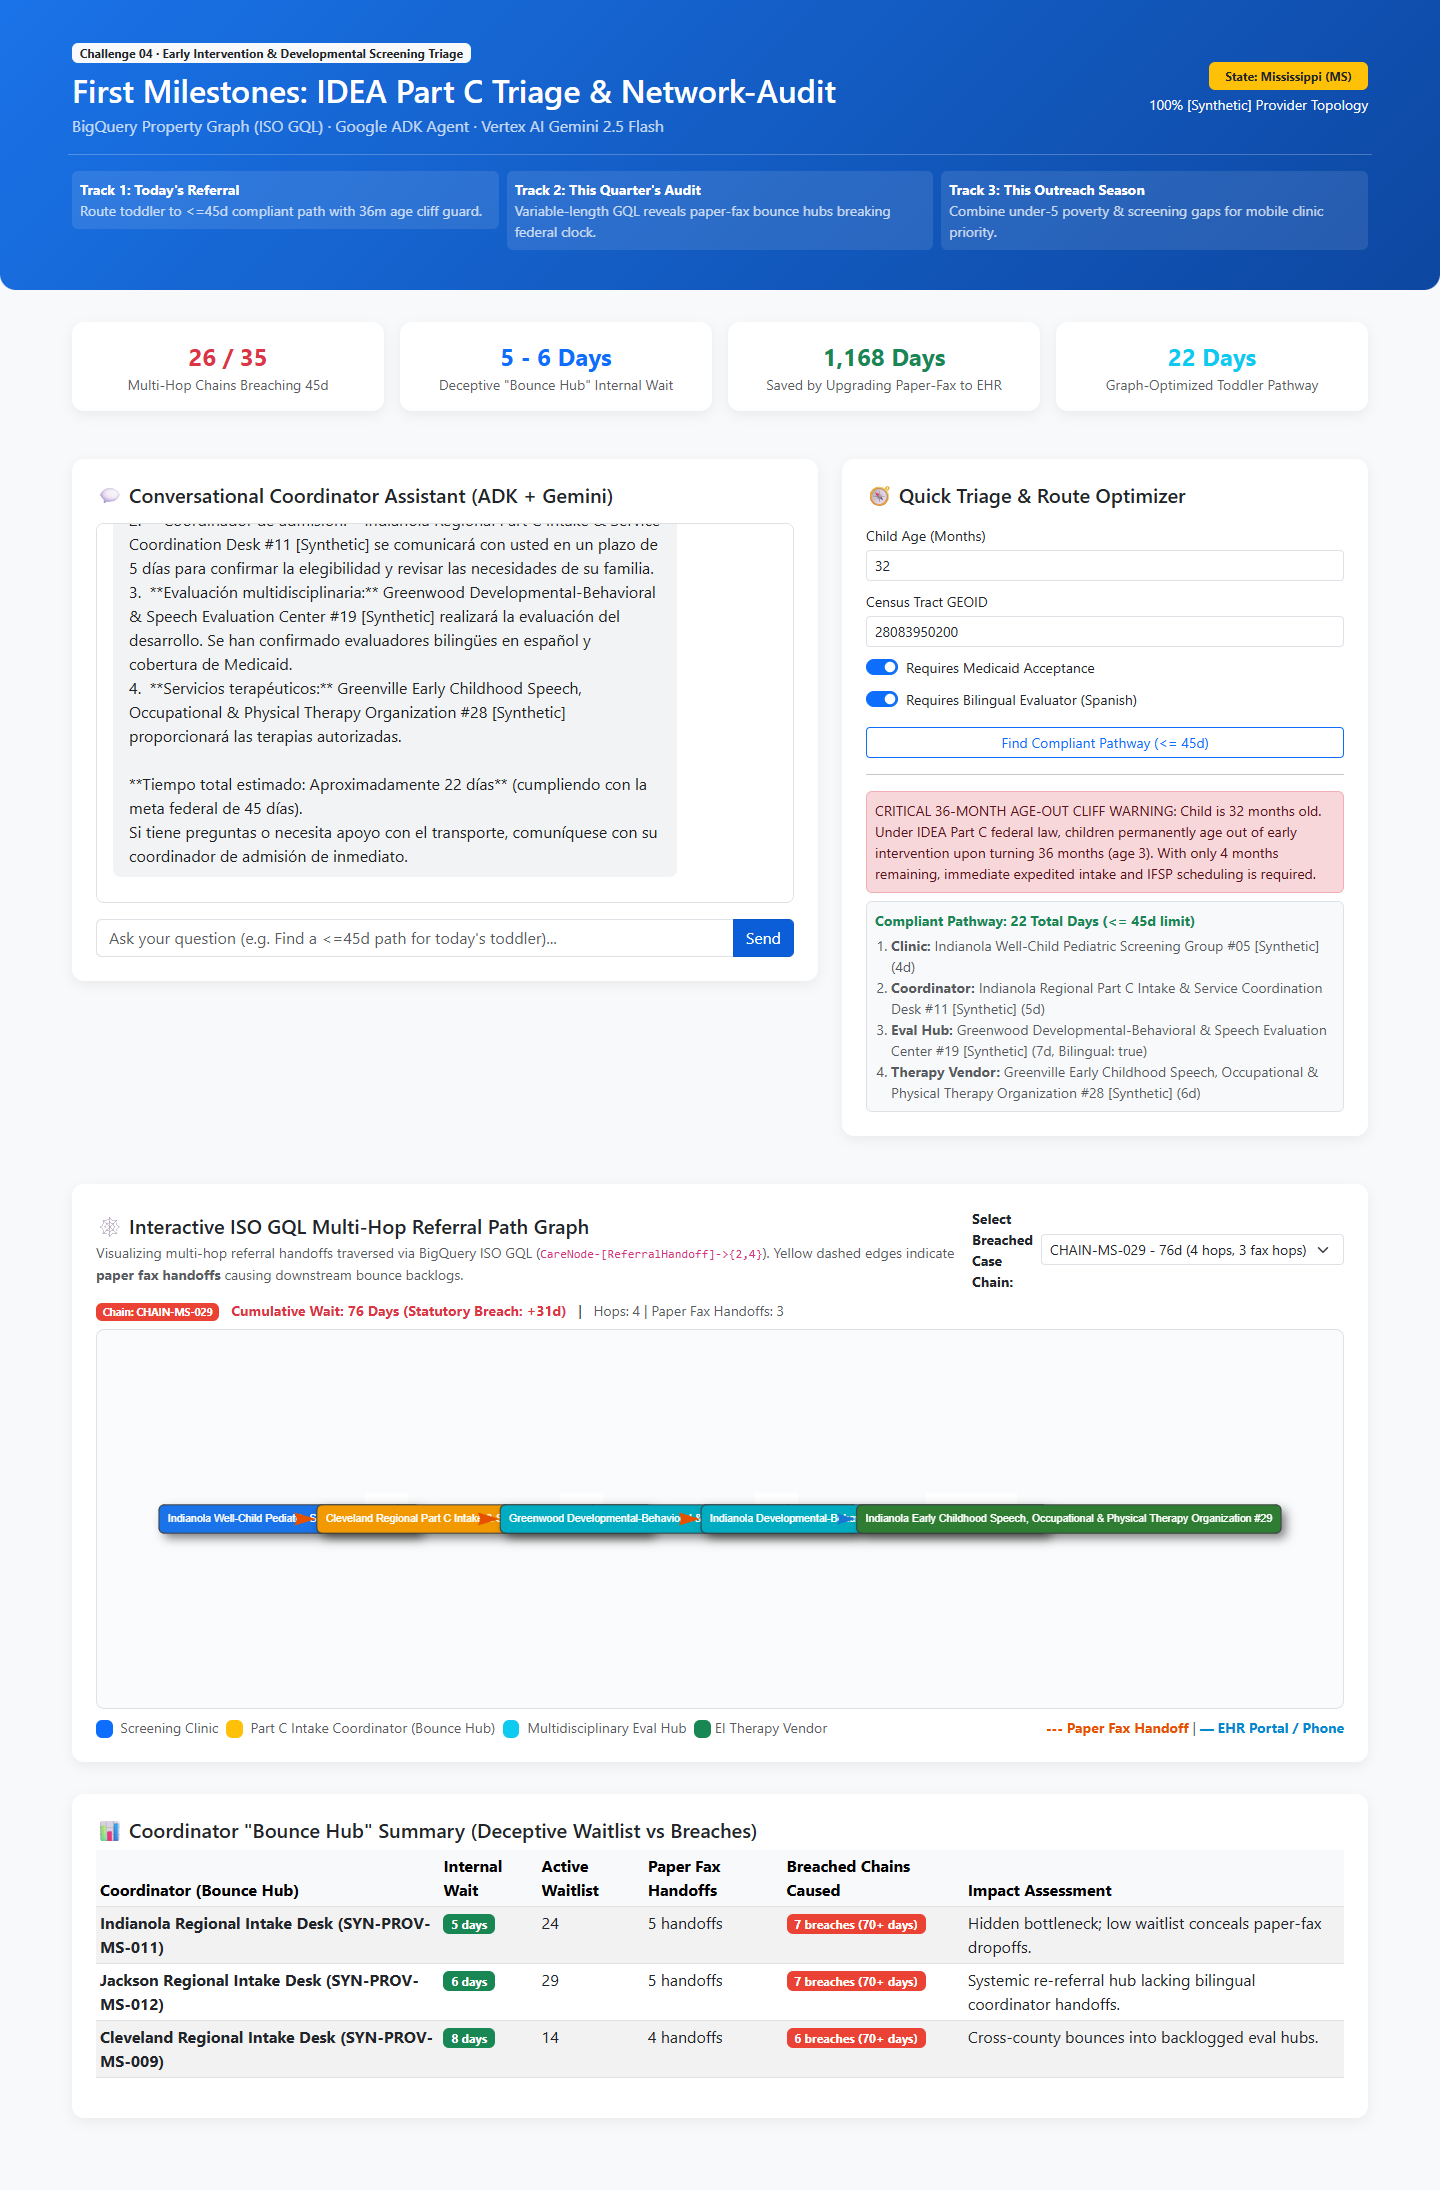 Challenge 04 · Early Intervention & Developmental Screening Triage
First Milestones: IDEA Part C Triage & Network-Audit
BigQuery Property Graph (ISO GQL) · Google ADK Agent · Vertex AI Gemini 2.5 Flash
State: Mississippi (MS)
100% [Synthetic] Provider Topology
Track 1: Today's Referral
Route toddler to <=45d compliant path with 36m age cliff guard.
Track 2: This Quarter's Audit
Variable-length GQL reveals paper-fax bounce hubs breaking
federal clock.
Track 3: This Outreach Season
Combine under-5 poverty & screening gaps for mobile clinic
priority.
26 / 35
Multi-Hop Chains Breaching 45d
5 - 6 Days
Deceptive "Bounce Hub" Internal Wait
1,168 Days
Saved by Upgrading Paper-Fax to EHR
22 Days
Graph-Optimized Toddler Pathway
Conversational Coordinator Assistant (ADK + Gemini)
2. **Coordinador de admisión:** Indianola Regional Part C Intake & Service
Coordination Desk #11 [Synthetic] se comunicará con usted en un plazo de
5 días para confirmar la elegibilidad y revisar las necesidades de su familia.
3. **Evaluación multidisciplinaria:** Greenwood Developmental-Behavioral
& Speech Evaluation Center #19 [Synthetic] realizará la evaluación del
desarrollo. Se han confirmado evaluadores bilingües en español y
cobertura de Medicaid.
4. **Servicios terapéuticos:** Greenville Early Childhood Speech,
Occupational & Physical Therapy Organization #28 [Synthetic]
proporcionará las terapias autorizadas.
**Tiempo total estimado: Aproximadamente 22 días** (cumpliendo con la
meta federal de 45 días).
Si tiene preguntas o necesita apoyo con el transporte, comuníquese con su
coordinador de admisión de inmediato.
Ask your question (e.g. Find a <=45d path for today's toddler)...
Send
Quick Triage & Route Optimizer
Child Age (Months)
32
Census Tract GEOID
28083950200
Requires Medicaid Acceptance
Requires Bilingual Evaluator (Spanish)
Find Compliant Pathway (<= 45d)
CRITICAL 36-MONTH AGE-OUT CLIFF WARNING: Child is 32 months old.
Under IDEA Part C federal law, children permanently age out of early
intervention upon turning 36 months (age 3). With only 4 months
remaining, immediate expedited intake and IFSP scheduling is required.
Compliant Pathway: 22 Total Days (<= 45d limit)
1. Clinic: Indianola Well-Child Pediatric Screening Group #05 [Synthetic]
(4d)
2. Coordinator: Indianola Regional Part C Intake & Service Coordination
Desk #11 [Synthetic] (5d)
3. Eval Hub: Greenwood Developmental-Behavioral & Speech Evaluation
Center #19 [Synthetic] (7d, Bilingual: true)
4. Therapy Vendor: Greenville Early Childhood Speech, Occupational &
Physical Therapy Organization #28 [Synthetic] (6d)
Interactive ISO GQL Multi-Hop Referral Path Graph
Visualizing multi-hop referral handoffs traversed via BigQuery ISO GQL (CareNode-[ReferralHandoff]->{2,4}). Yellow dashed edges indicate
paper fax handoffs causing downstream bounce backlogs.
Select
Breached
Case
Chain:
CHAIN-MS-029 - 76d (4 hops, 3 fax hops)
Chain: CHAIN-MS-029 Cumulative Wait: 76 Days (Statutory Breach: +31d) | Hops: 4 | Paper Fax Handoffs: 3
Indianola Well-Child Pediat
Cleveland Regional Part C Intak
Greenwood Developmental-Behavio
Indianola Developmental-B
Indianola Early Childhood Speech, Occupational & Physical Therapy Organization #29
Screening Clinic
Part C Intake Coordinator (Bounce Hub)
Multidisciplinary Eval Hub
EI Therapy Vendor
--- Paper Fax Handoff | — EHR Portal / Phone
Coordinator "Bounce Hub" Summary (Deceptive Waitlist vs Breaches)
Coordinator (Bounce Hub)
Internal
Wait
Active
Waitlist
Paper Fax
Handoffs
Breached Chains
Caused
Impact Assessment
Indianola Regional Intake Desk (SYN-PROV-
MS-011)
5 days
24
5 handoffs
7 breaches (70+ days)
Hidden bottleneck; low waitlist conceals paper-fax
dropoffs.
Jackson Regional Intake Desk (SYN-PROV-
MS-012)
6 days
29
5 handoffs
7 breaches (70+ days)
Systemic re-referral hub lacking bilingual
coordinator handoffs.
Cleveland Regional Intake Desk (SYN-PROV-
MS-009)
8 days
14
4 handoffs
6 breaches (70+ days)
Cross-county bounces into backlogged eval hubs.